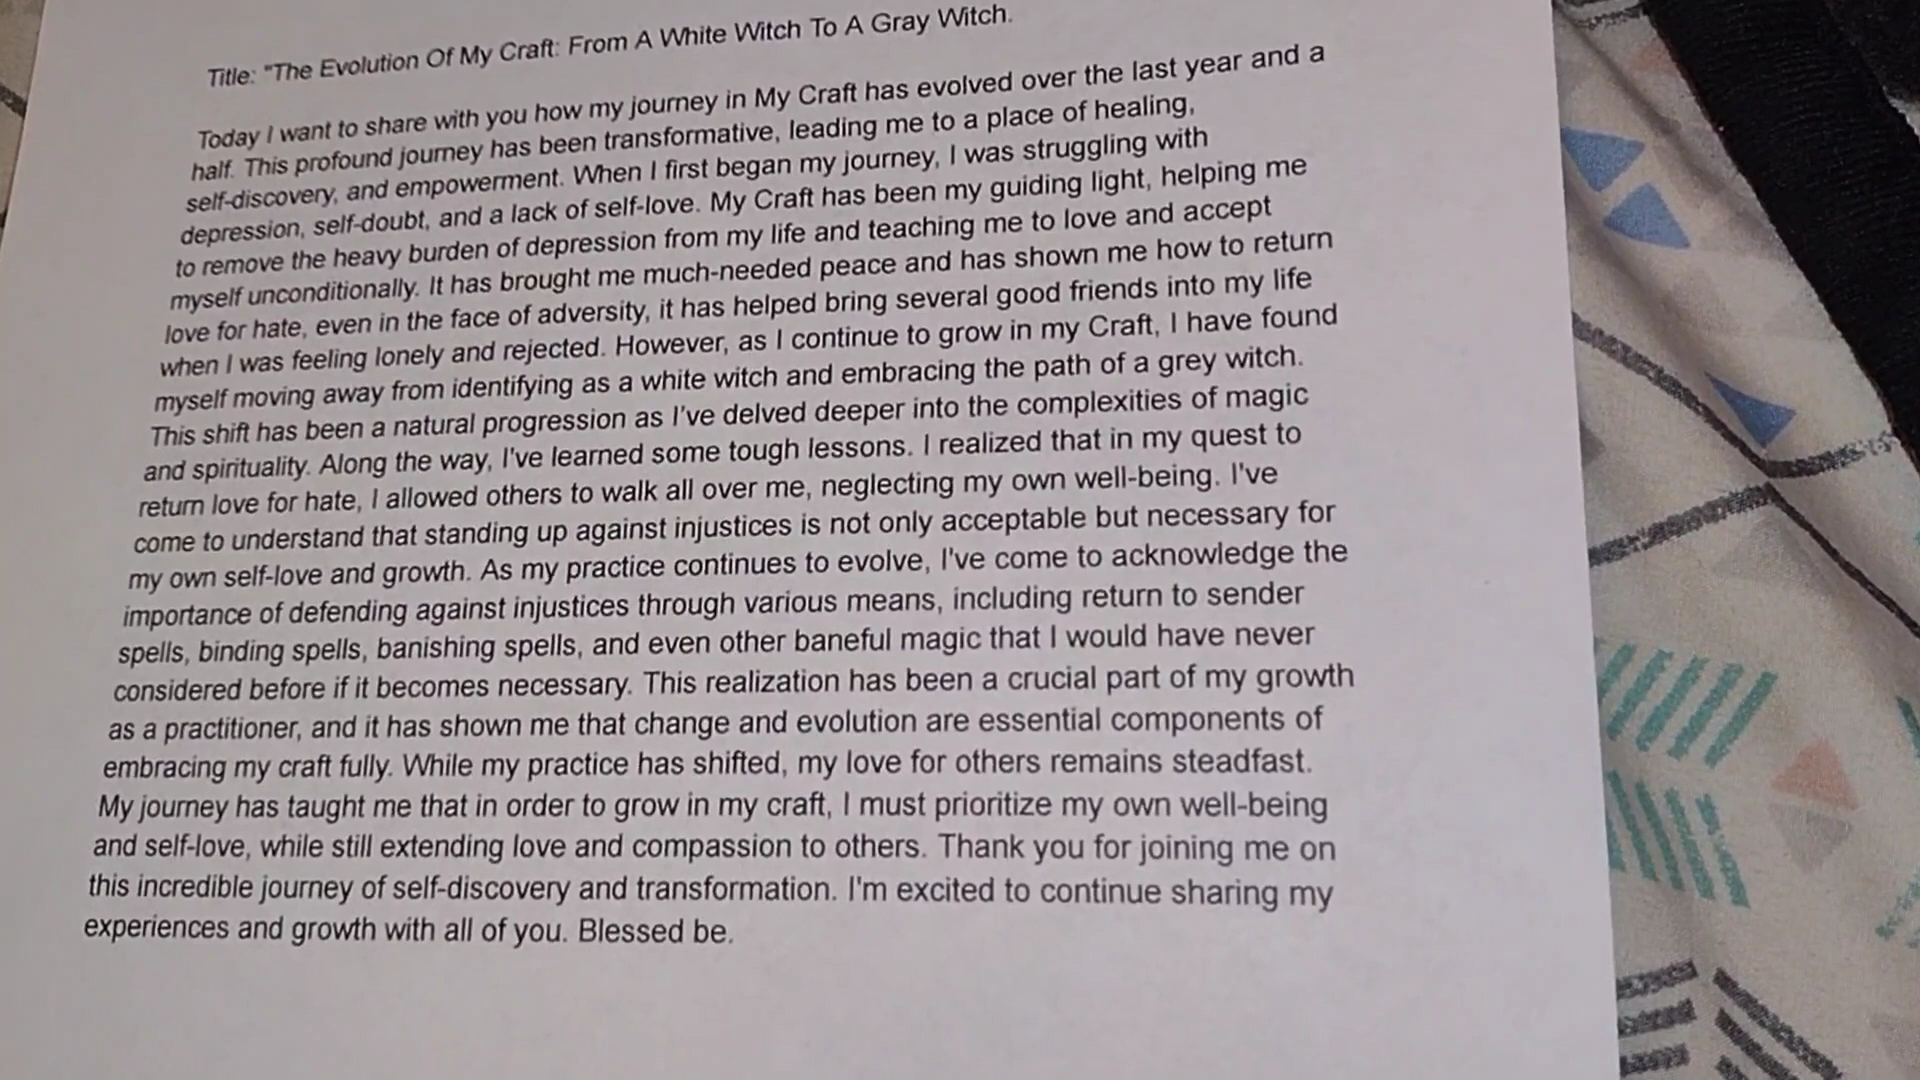 Title: "The Evolution Of My Craft: From A White Witch To A Gray Witch.
Today I want to share with you how my journey in My Craft has evolved over the last year and a
half. This profound journey has been transformative, leading me to a place of healing,
self-discovery, and empowerment. When I first began my journey, I was struggling with
depression, self-doubt, and a lack of self-love. My Craft has been my guiding light, helping me
to remove the heavy burden of depression from my life and teaching me to love and accept
myself unconditionally. It has brought me much-needed peace and has shown me how to return
love for hate, even in the face of adversity, it has helped bring several good friends into my life
when I was feeling lonely and rejected. However, as I continue to grow in my Craft, I have found
myself moving away from identifying as a white witch and embracing the path of a grey witch.
This shift has been a natural progression as I've delved deeper into the complexities of magic
and spirituality. Along the way, I've learned some tough lessons. I realized that in my quest to
return love for hate, I allowed others to walk all over me, neglecting my own well-being. I've
come to understand that standing up against injustices is not only acceptable but necessary for
my own self-love and growth. As my practice continues to evolve, I've come to acknowledge the
importance of defending against injustices through various means, including return to sender
spells, binding spells, banishing spells, and even other baneful magic that I would have never
considered before if it becomes necessary. This realization has been a crucial part of my growth
as a practitioner, and it has shown me that change and evolution are essential components of
embracing my craft fully. While my practice has shifted, my love for others remains steadfast.
My journey has taught me that in order to grow in my craft, I must prioritize my own well-being
and self-love, while still extending love and compassion to others. Thank you for joining me on
this incredible journey of self-discovery and transformation. I'm excited to continue sharing my
experiences and growth with all of you. Blessed be.